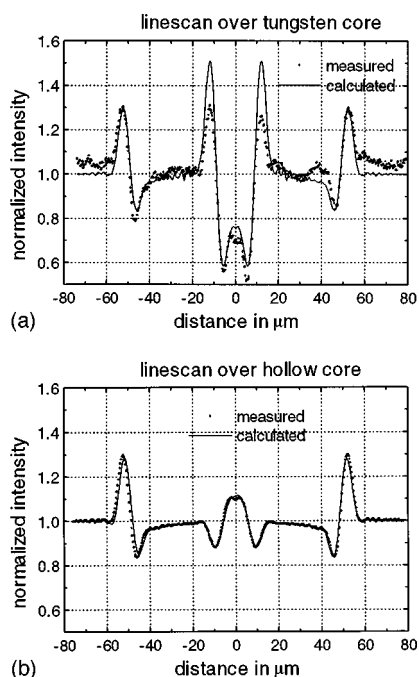 linescan over tungsten core
1.6
1.4
1.2
1.0
0.8
0.6
normalized intensity
measured
calculated
-80 -60 -40 -20 0 20 40 60 80
(a)
distance in μm
linescan over hollow core
1.6
1.4
1.2
1.0
0.8
0.6
normalized intensity
measured
calculated
-80 -60 -40 -20 0 20 40 60 80
(b)
distance in μm